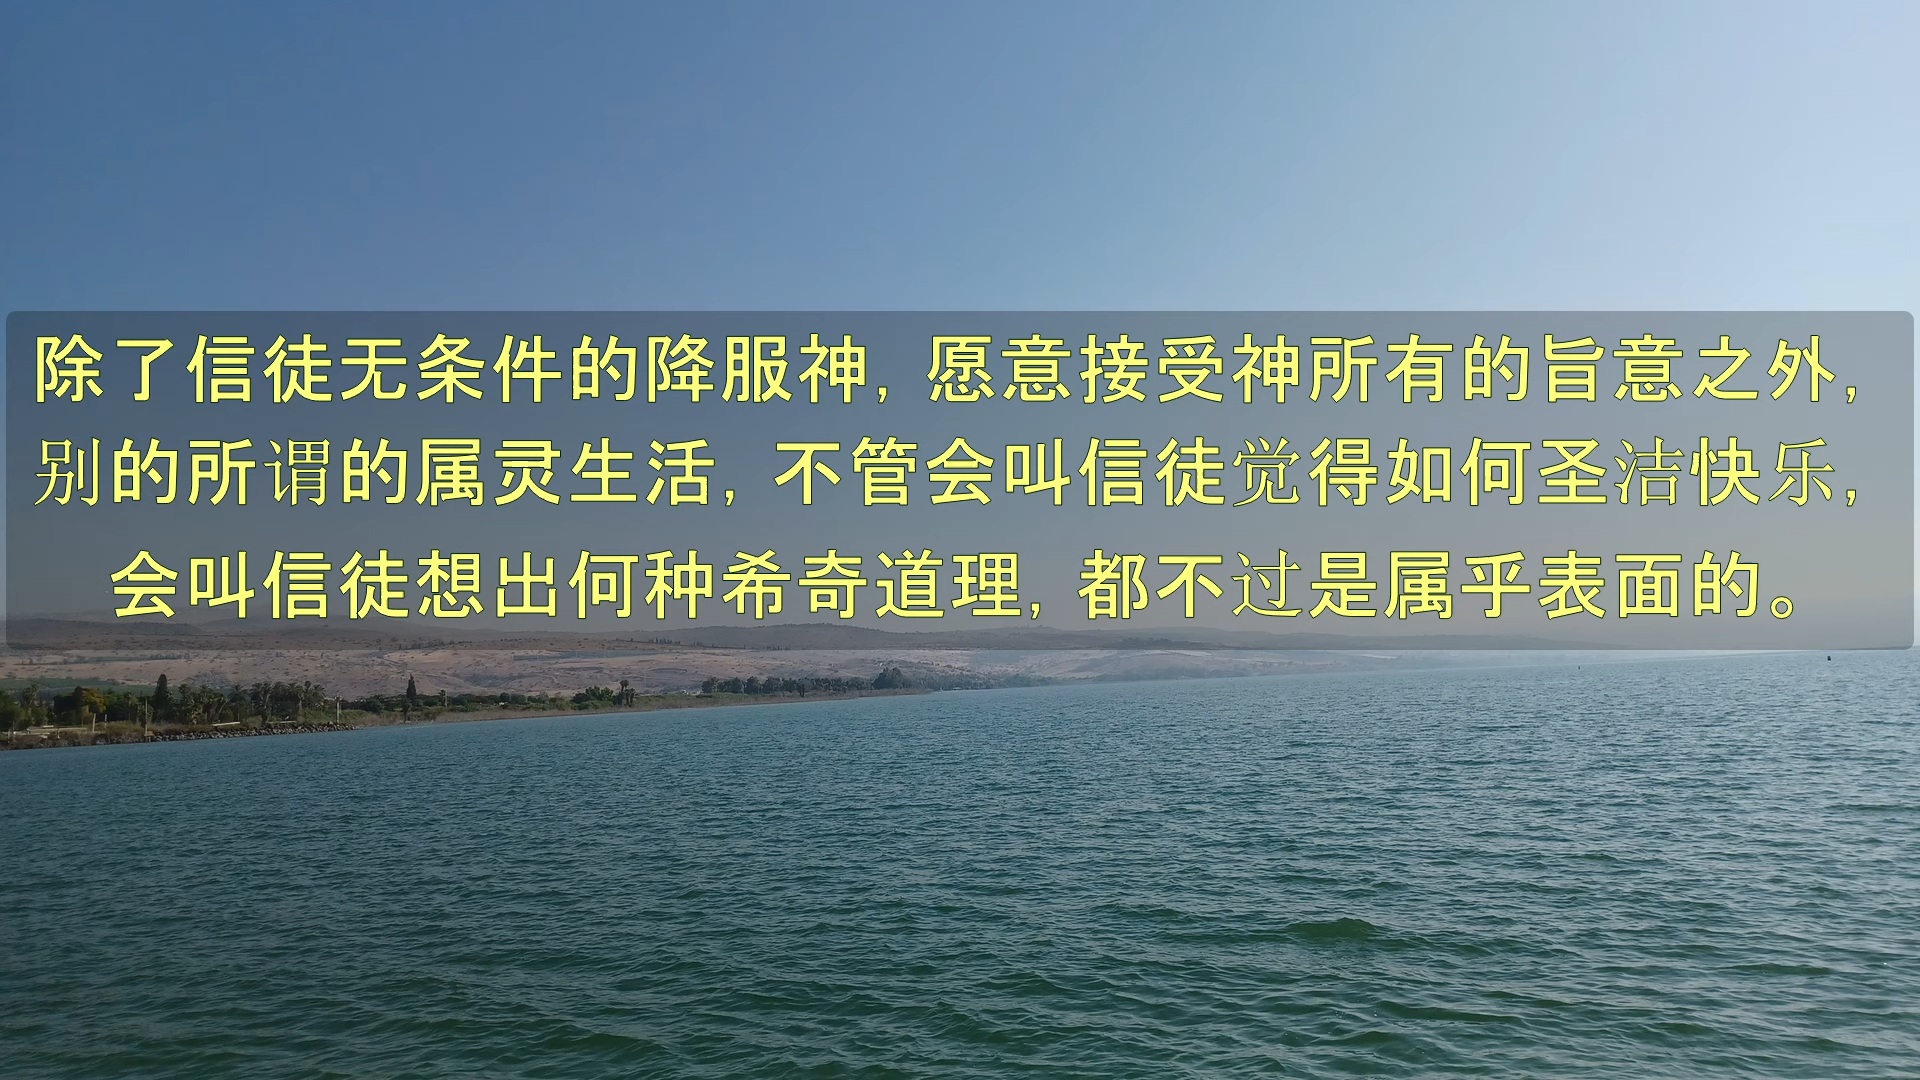 除了信徒无条件的降服神, 愿意接受神所有的旨意之外,
别的所谓的属灵生活, 不管会叫信徒觉得如何圣洁快乐,
会叫信徒想出何种希奇道理, 都不过是属乎表面的。